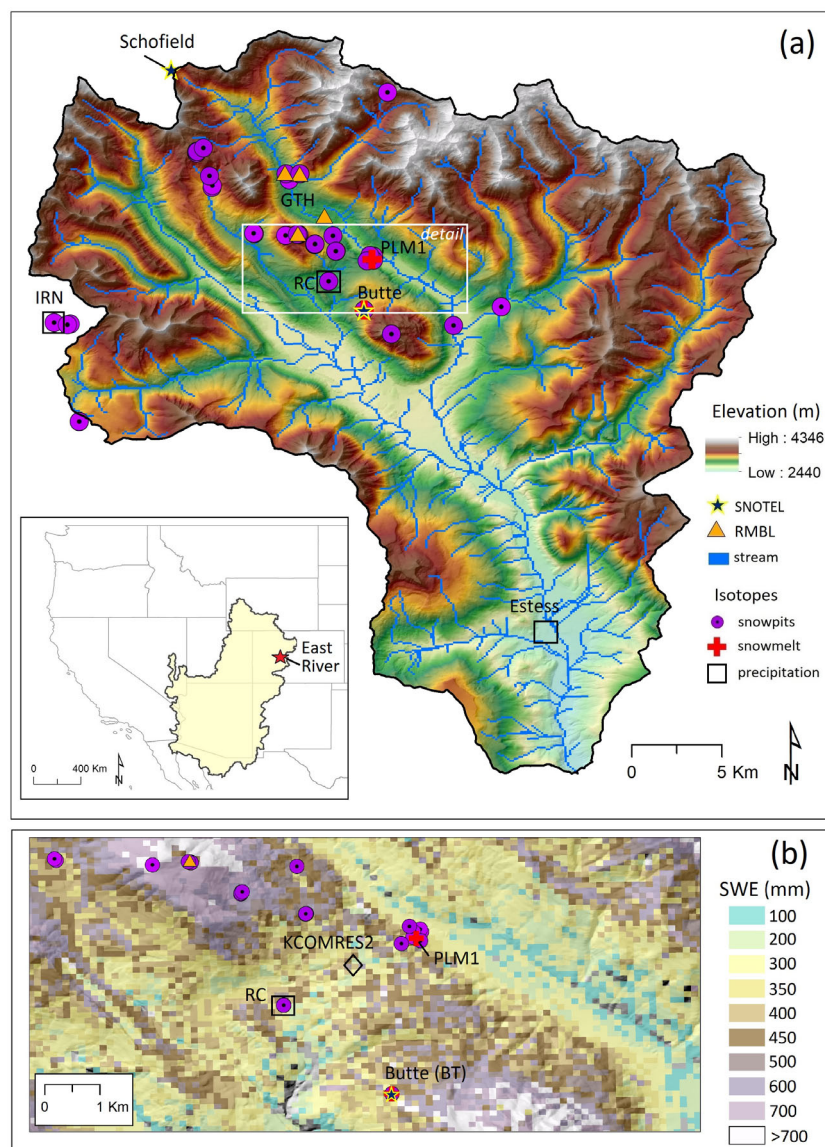 (a)
Schofield
GTH
detail
PLM1
RC
IRN
Butte
Elevation (m)
High : 4346
Low : 2440
SNOTEL
RMBL
stream
Isotopes
snowpits
snowmelt
precipitation
Estess
East
River
0 400 Km
N
0 5 Km
N
(b)
SWE (mm)
100
200
300
350
400
450
500
600
700
>700
KCOMRES2
PLM1
RC
Butte (BT)
0 1 Km